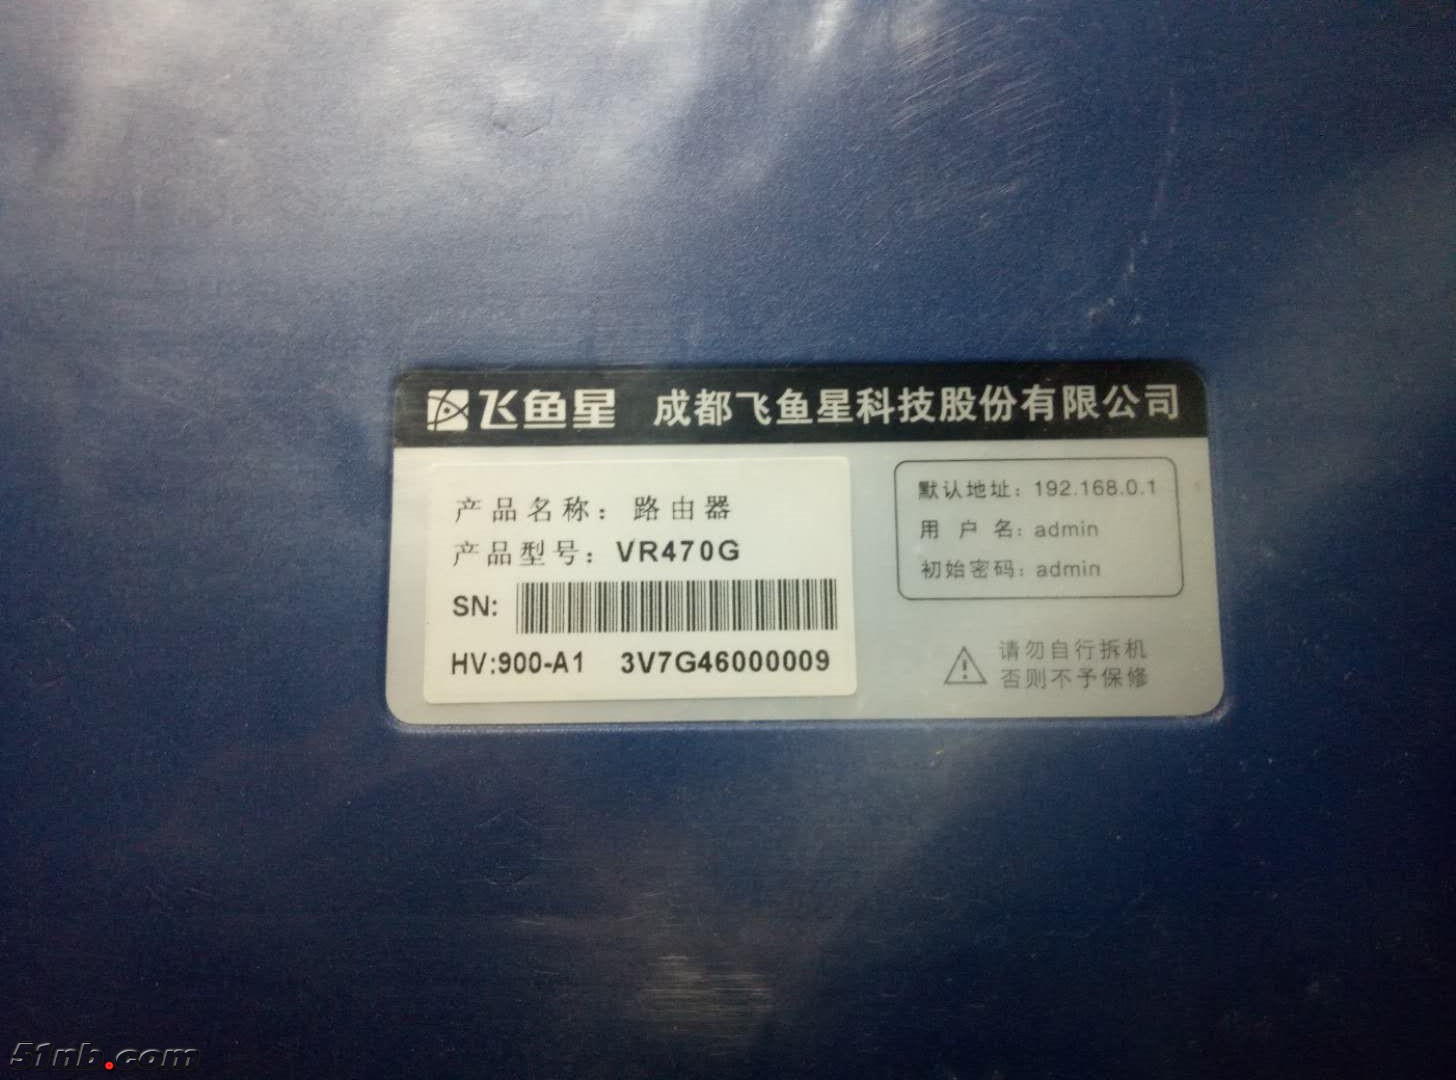 飞鱼星 成都飞鱼星科技股份有限公司
产品名称：路由器
产品型号：VR470G
SN:
HV:900-A1 3V7G46000009
默认地址：192.168.0.1
用户名：admin
初始密码：admin
请勿自行拆机
否则不予保修
51nb.com